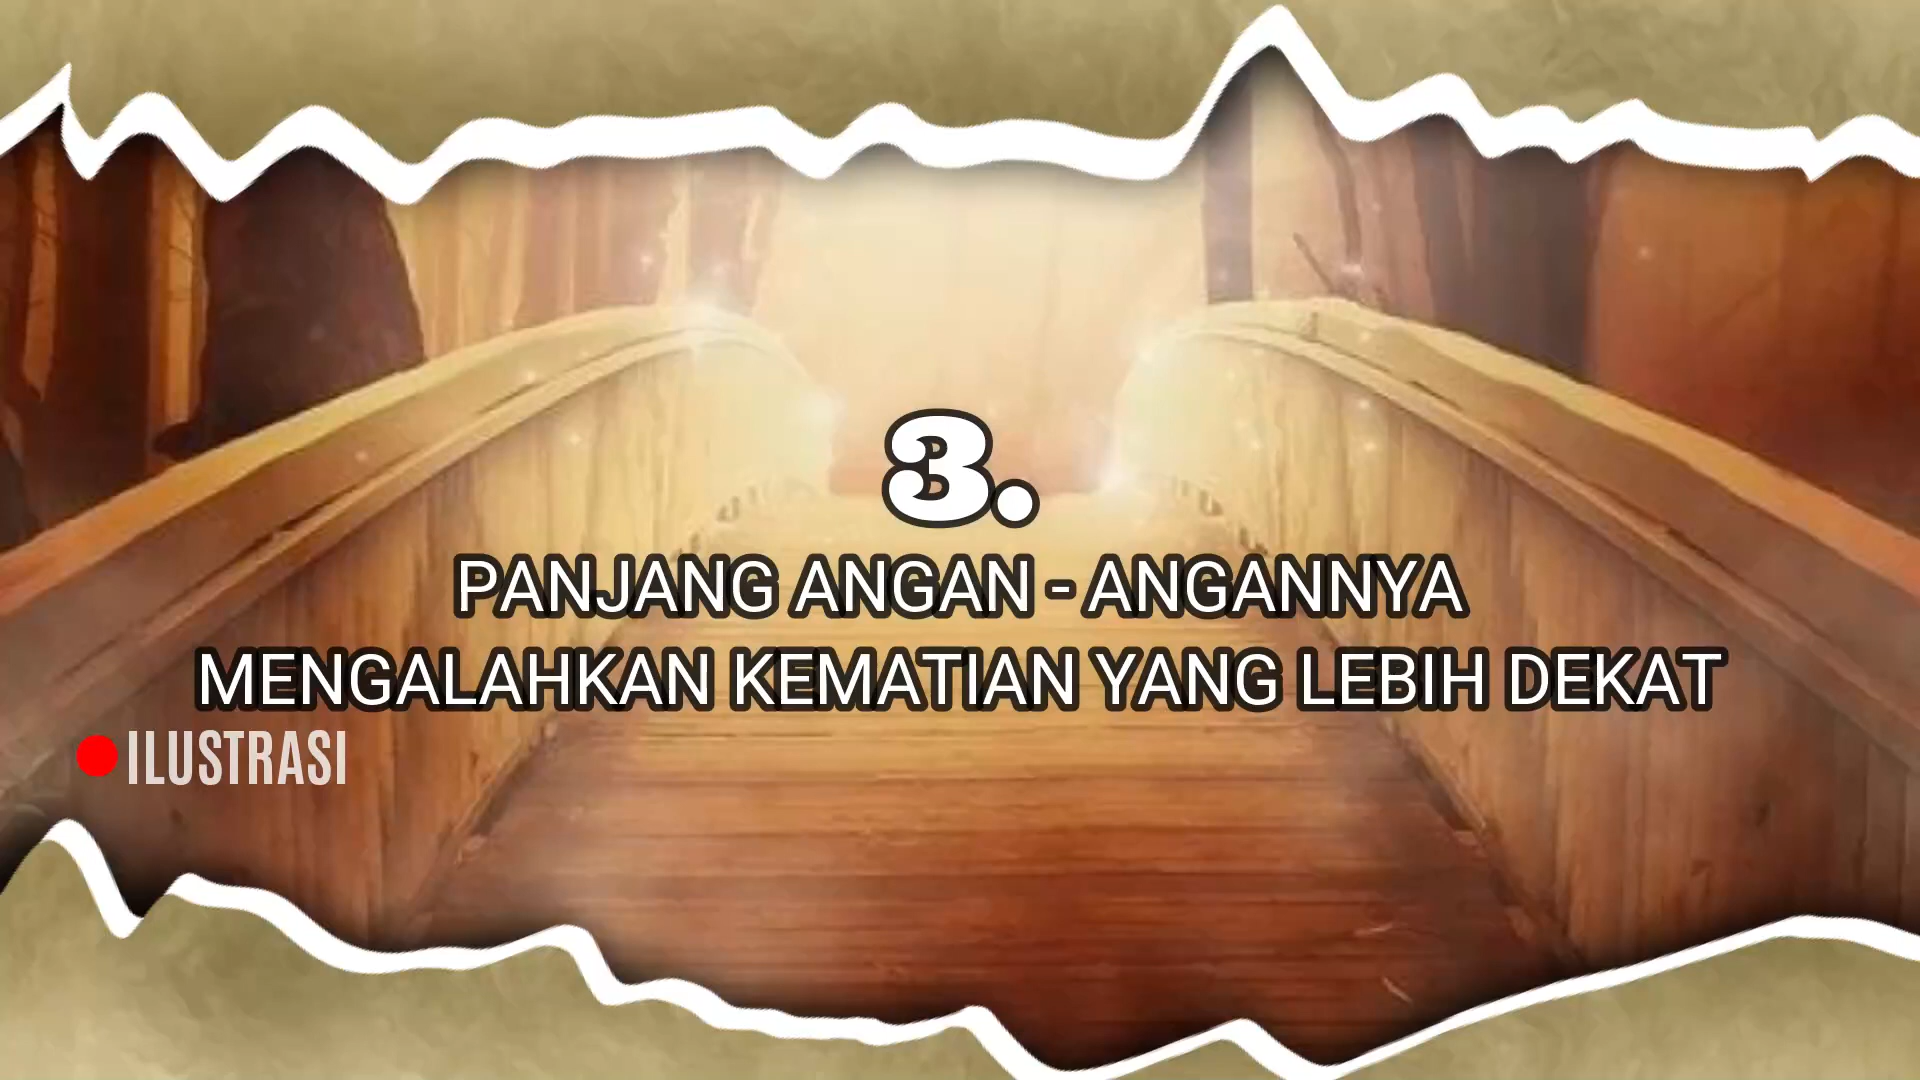 3.
PANJANG ANGAN - ANGANNYA
MENGALAHKAN KEMATIAN YANG LEBIH DEKAT
ILUSTRASI